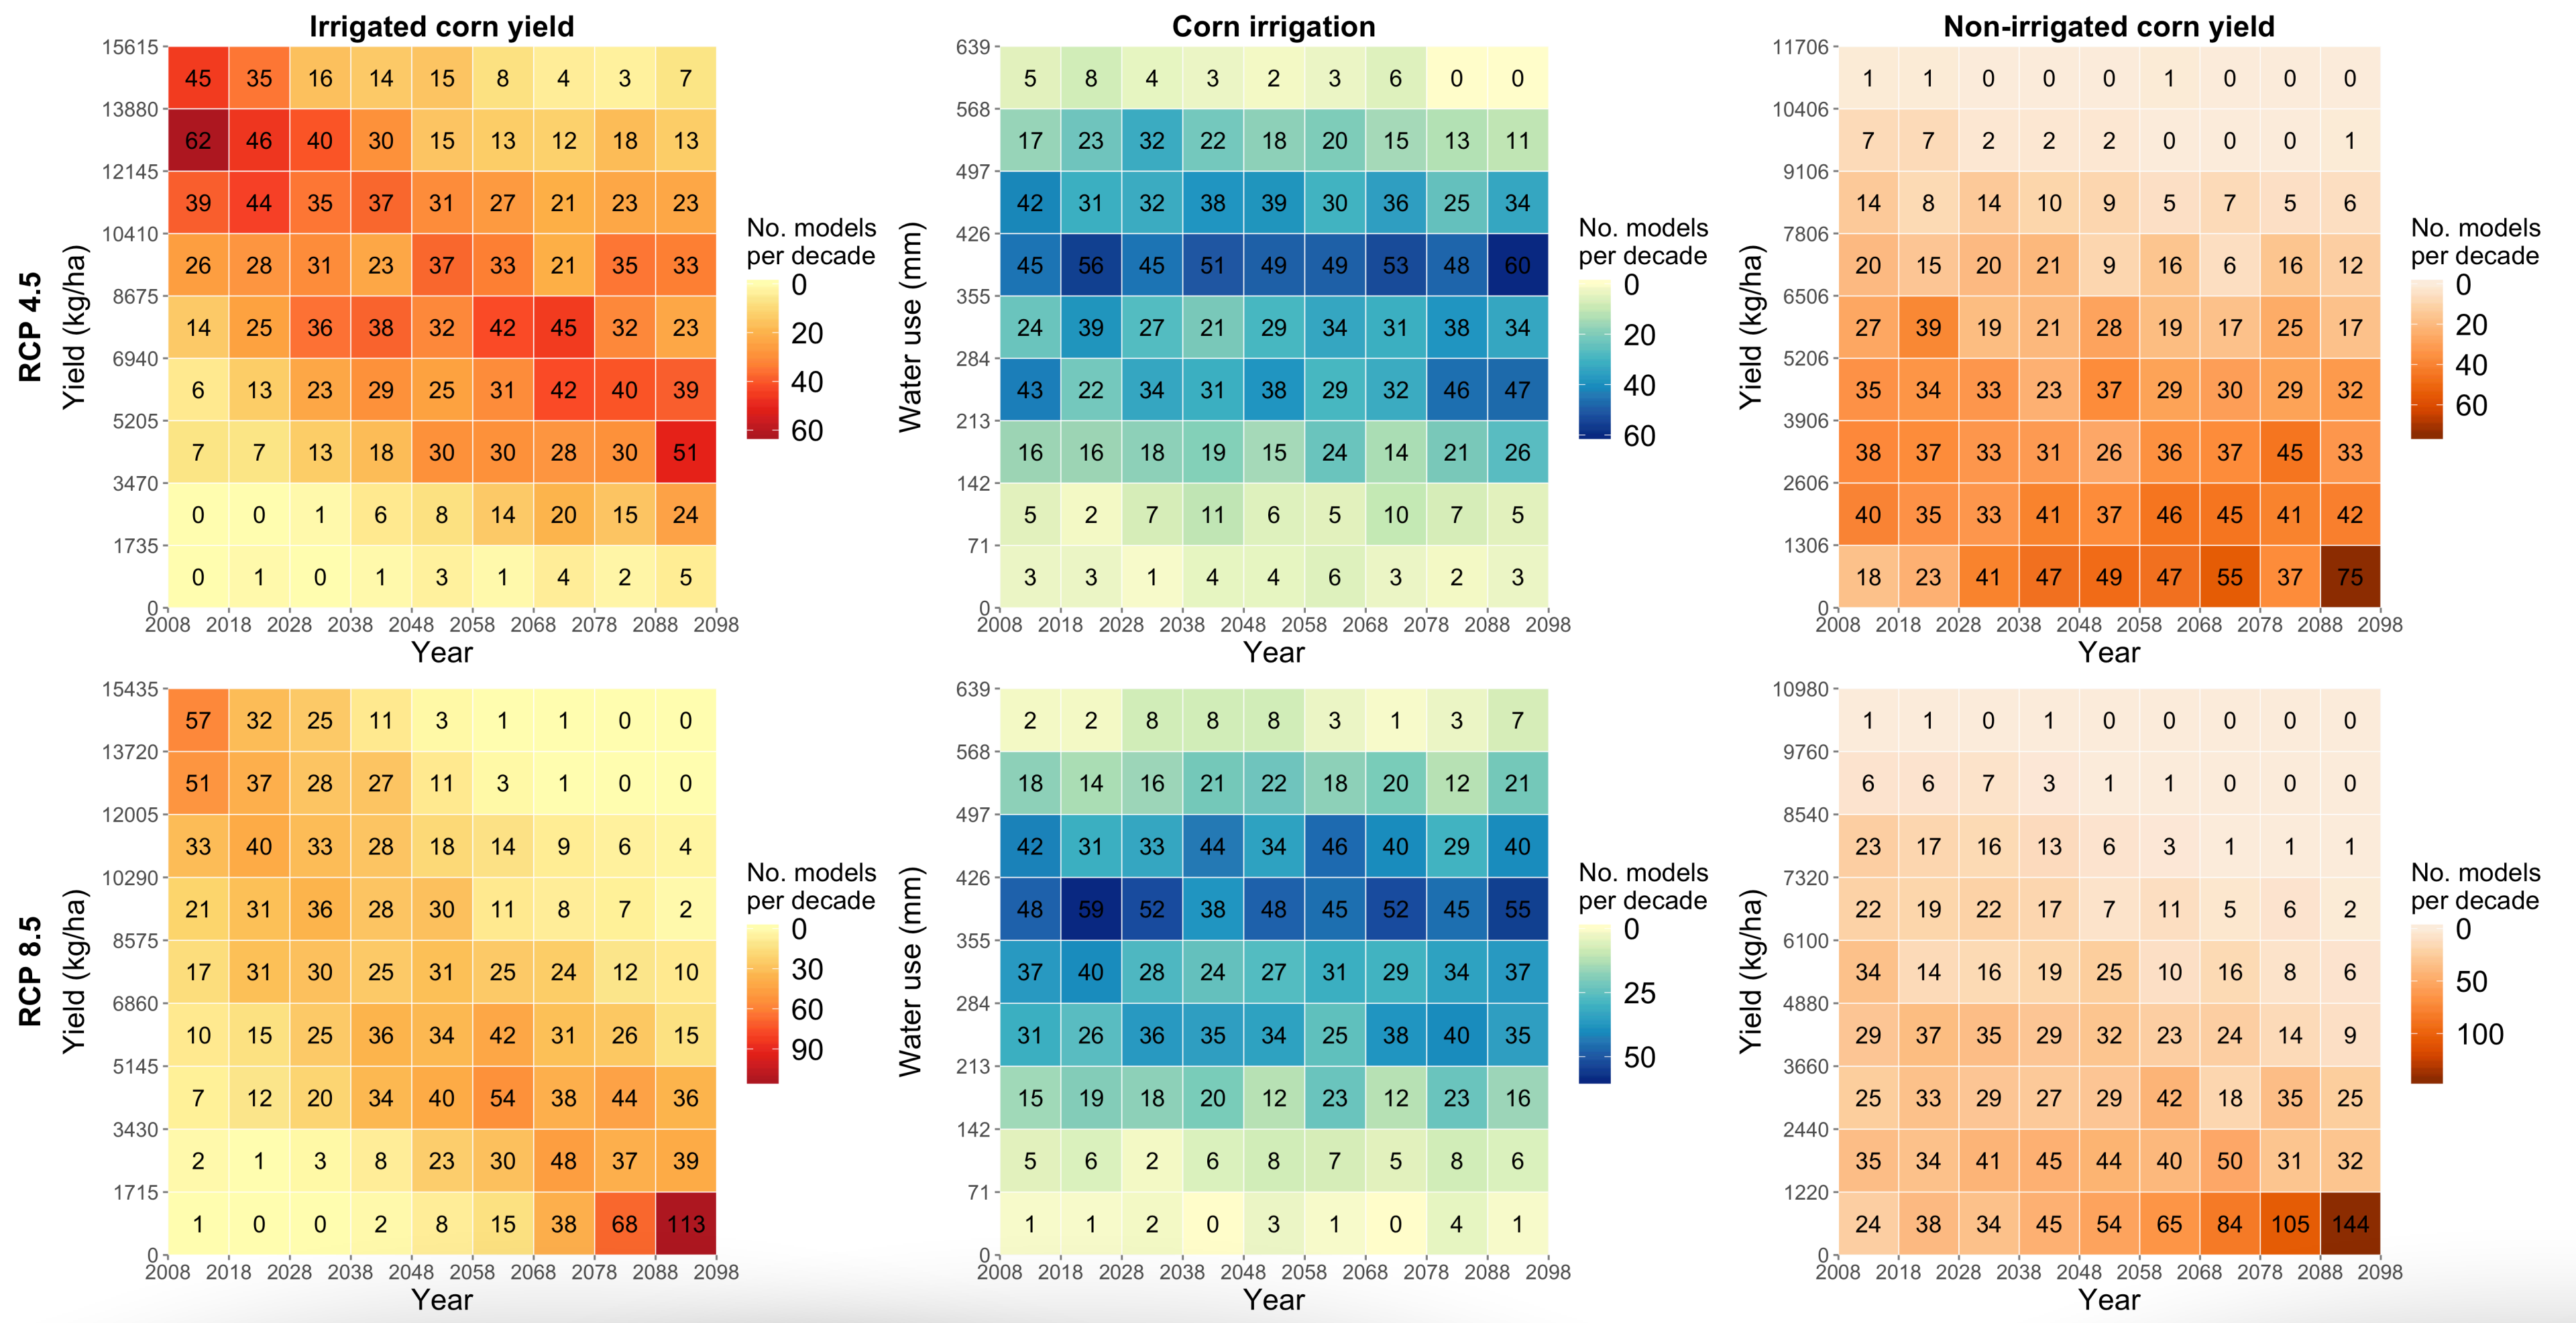 Irrigated corn yield Corn irrigation Non-irrigated corn yield
RCP 4.5
Yield (kg/ha)
15615 45 35 16 14 15 8 4 3 7
13880 62 46 40 30 15 13 12 18 13
12145 39 44 35 37 31 27 21 23 23
10410 26 28 31 23 37 33 21 35 33
8675 14 25 36 38 32 42 45 32 23
6940 6 13 23 29 25 31 42 40 39
5205 7 7 13 18 30 30 28 30 51
3470 0 0 1 6 8 14 20 15 24
1735 0 1 0 1 3 1 4 2 5
0
2008 2018 2028 2038 2048 2058 2068 2078 2088 2098
Year
No. models
per decade
0
20
40
60
Water use (mm)
639 5 8 4 3 2 3 6 0 0
568 17 23 32 22 18 20 15 13 11
497 42 31 32 38 39 30 36 25 34
426 45 56 45 51 49 49 53 48 60
355 24 39 27 21 29 34 31 38 34
284 43 22 34 31 38 29 32 46 47
213 16 16 18 19 15 24 14 21 26
142 5 2 7 11 6 5 10 7 5
71 3 3 1 4 4 6 3 2 3
0
2008 2018 2028 2038 2048 2058 2068 2078 2088 2098
Year
No. models
per decade
0
20
40
60
Yield (kg/ha)
11706 1 1 0 0 0 1 0 0 0
10406 7 7 2 2 2 0 0 0 1
9106 14 8 14 10 9 5 7 5 6
7806 20 15 20 21 9 16 6 16 12
6506 27 39 19 21 28 19 17 25 17
5206 35 34 33 23 37 29 30 29 32
3906 38 37 33 31 26 36 37 45 33
2606 40 35 33 41 37 46 45 41 42
1306 18 23 41 47 49 47 55 37 75
0
2008 2018 2028 2038 2048 2058 2068 2078 2088 2098
Year
No. models
per decade
0
20
40
60
RCP 8.5
Yield (kg/ha)
15435 57 32 25 11 3 1 1 0 0
13720 51 37 28 27 11 3 1 0 0
12005 33 40 33 28 18 14 9 6 4
10290 21 31 36 28 30 11 8 7 2
8575 17 31 30 25 31 25 24 12 10
6860 10 15 25 36 34 42 31 26 15
5145 7 12 20 34 40 54 38 44 36
3430 2 1 3 8 23 30 48 37 39
1715 1 0 0 2 8 15 38 68 113
0
2008 2018 2028 2038 2048 2058 2068 2078 2088 2098
Year
No. models
per decade
0
30
60
90
Water use (mm)
639 2 2 8 8 8 3 1 3 7
568 18 14 16 21 22 18 20 12 21
497 42 31 33 44 34 46 40 29 40
426 48 59 52 38 48 45 52 45 55
355 37 40 28 24 27 31 29 34 37
284 31 26 36 35 34 25 38 40 35
213 15 19 18 20 12 23 12 23 16
142 5 6 2 6 8 7 5 8 6
71 1 1 2 0 3 1 0 4 1
0
2008 2018 2028 2038 2048 2058 2068 2078 2088 2098
Year
No. models
per decade
0
25
50
Yield (kg/ha)
10980 1 1 0 1 0 0 0 0 0
9760 6 6 7 3 1 1 0 0 0
8540 23 17 16 13 6 3 1 1 1
7320 22 19 22 17 7 11 5 6 2
6100 34 14 16 19 25 10 16 8 6
4880 29 37 35 29 32 23 24 14 9
3660 25 33 29 27 29 42 18 35 25
2440 35 34 41 45 44 40 50 31 32
1220 24 38 34 45 54 65 84 105 144
0
2008 2018 2028 2038 2048 2058 2068 2078 2088 2098
Year
No. models
per decade
0
50
100